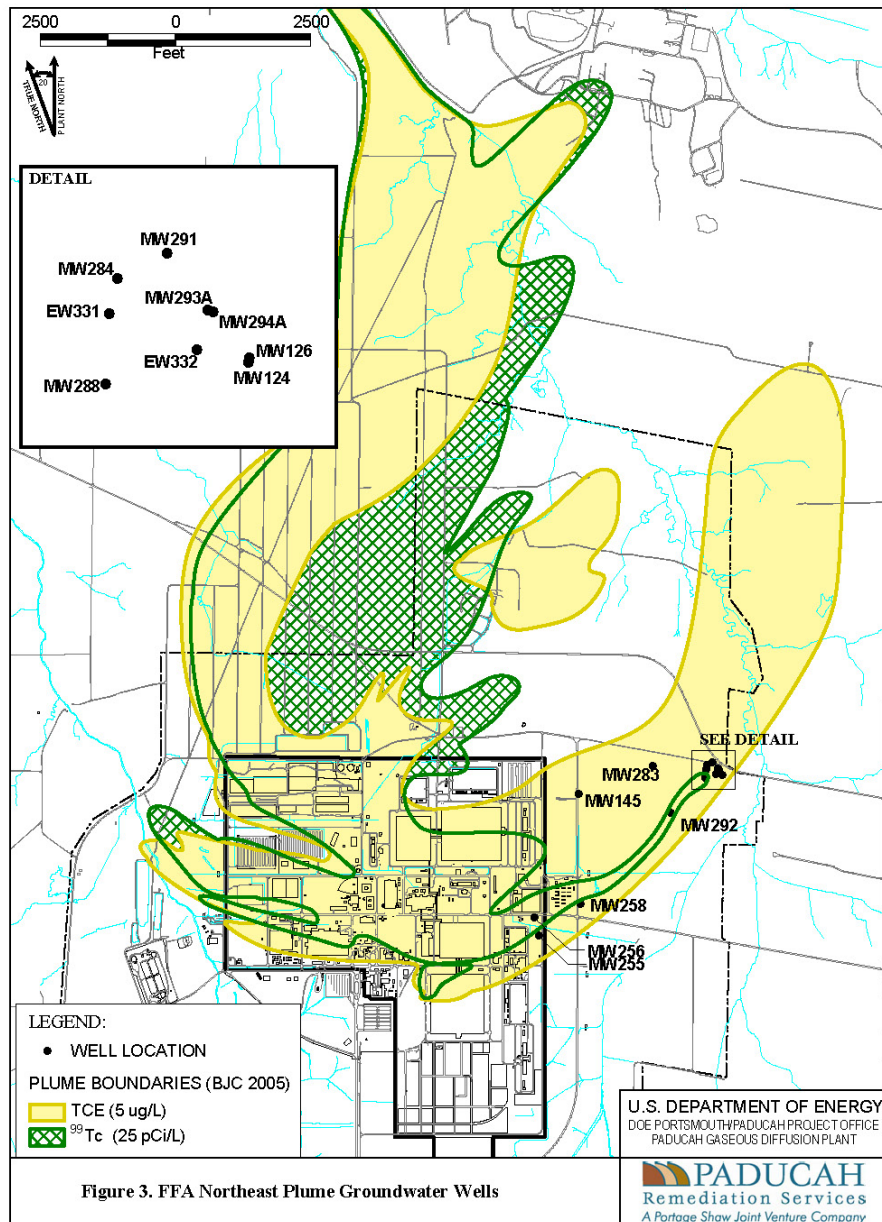 2500 0 2500
Feet
TRUE NORTH
20
PLANT NORTH
DETAIL
MW291
MW284
MW293A
EW331
MW294A
MW126
EW332
MW124
MW288
SEE DETAIL
MW283
MW145
MW292
MW258
MW256
MW255
LEGEND:
WELL LOCATION
PLUME BOUNDARIES (BJC 2005)
TCE (5 ug/L)
99Tc (25 pCi/L)
U.S. DEPARTMENT OF ENERGY
DOE PORTSMOUTH/PADUCAH PROJECT OFFICE
PADUCAH GASEOUS DIFFUSION PLANT
Figure 3. FFA Northeast Plume Groundwater Wells
PADUCAH
Remediation Services
A Portage Shaw Joint Venture Company